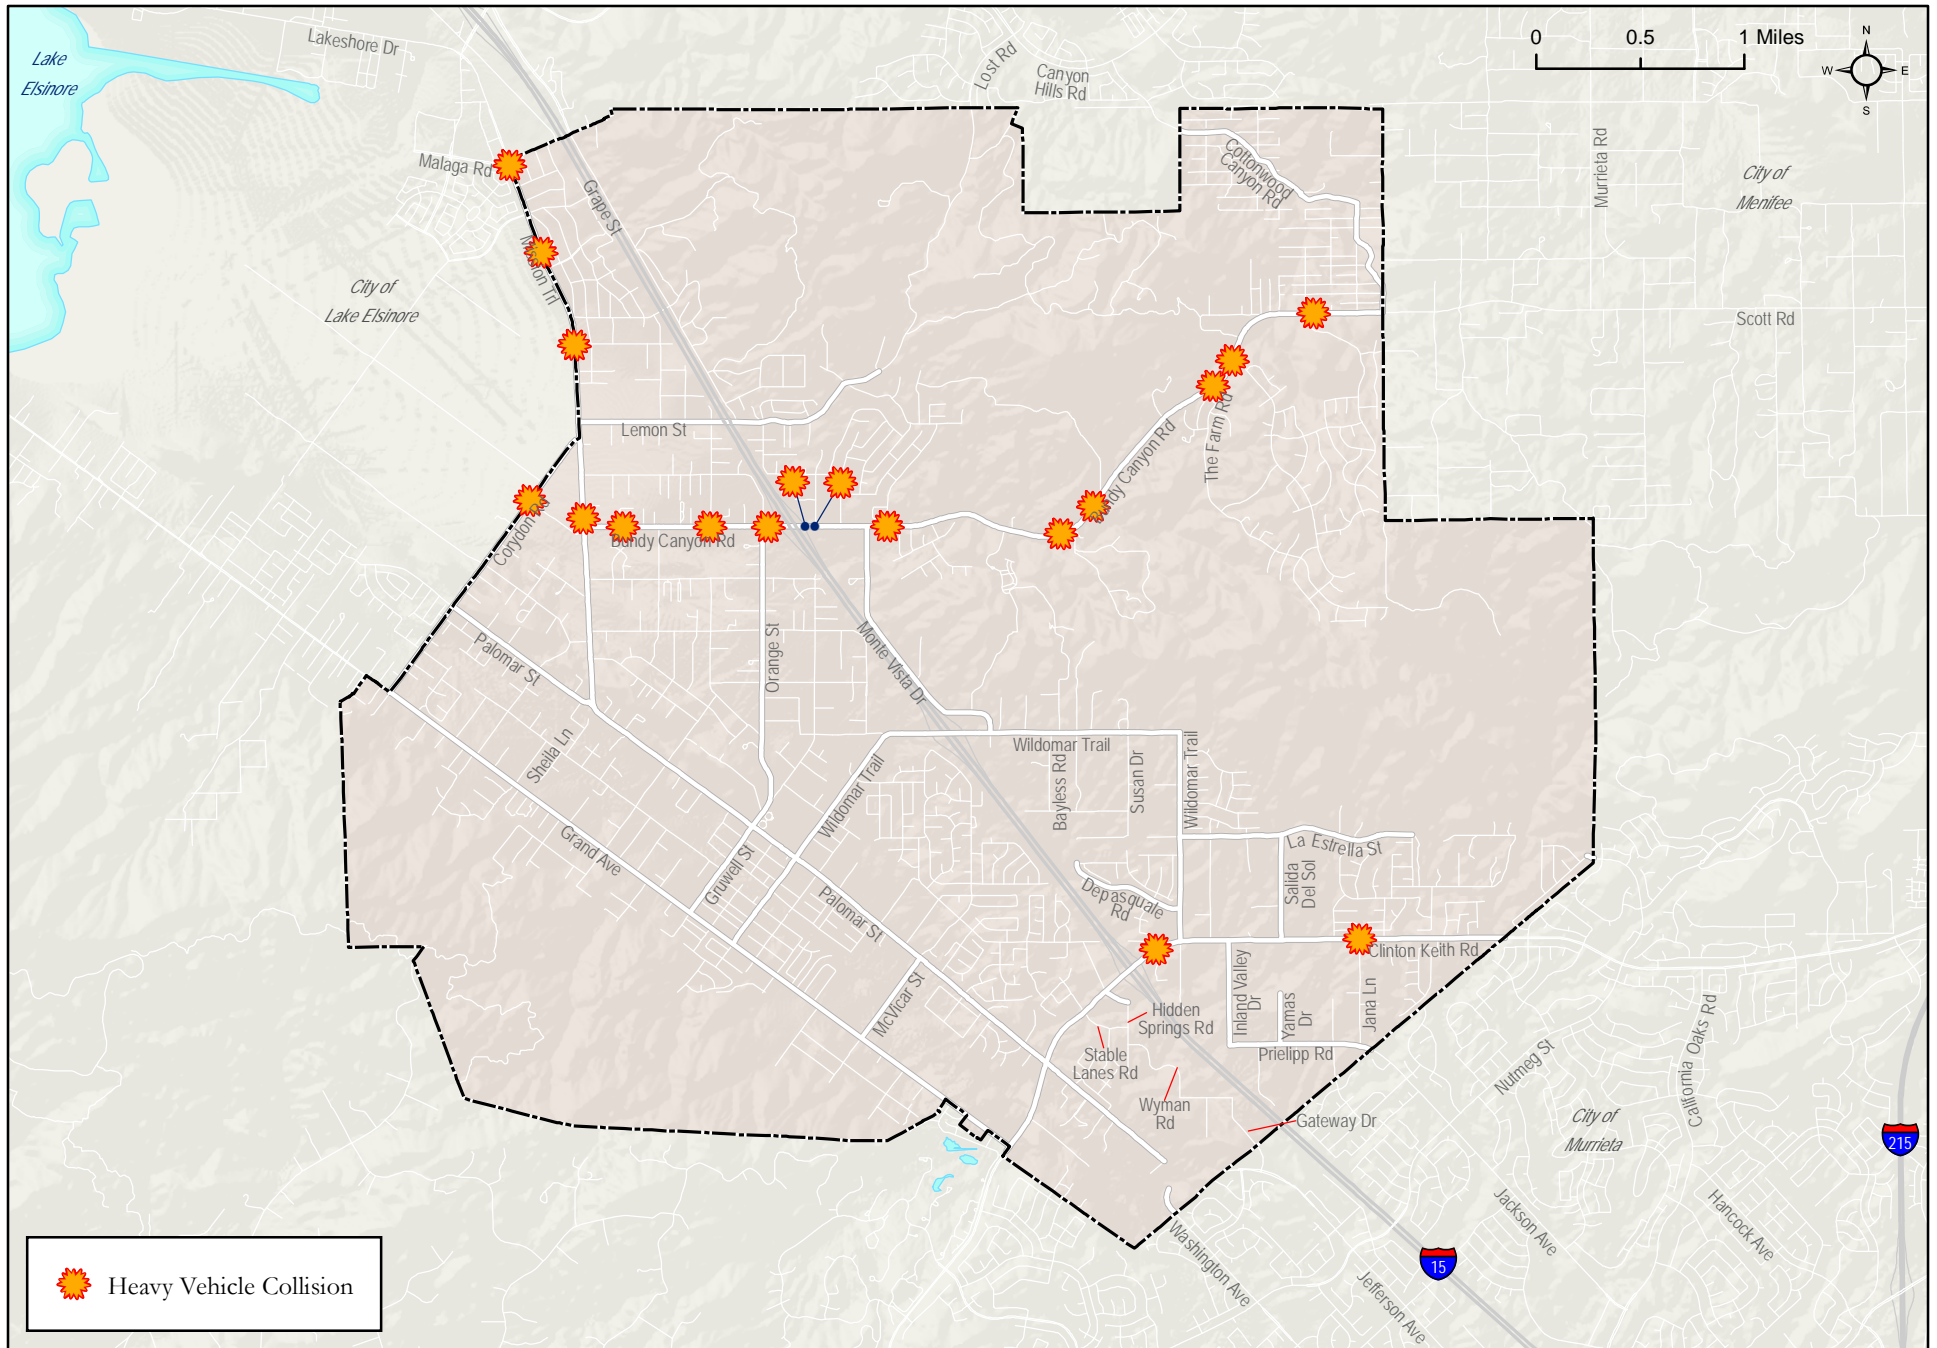 Lake
Elsinore
Lakeshore Dr
Lost Rd
Canyon
Hills Rd
0
0.5
1 Miles
N
W
E
S
Malaga Rd
Grape St
Cottonwood
Canyon Rd
Murrieta Rd
City of
Menifee
Mission Trl
City of
Lake Elsinore
Scott Rd
Lemon St
The Farm Rd
Bundy Canyon Rd
Corydon Rd
Bundy Canyon Rd
Palomar St
Orange St
Monte Vista Dr
Sheila Ln
Wildomar Trail
Wildomar Trail
Bayless Rd
Susan Dr
Wildomar Trail
Grand Ave
Gruwell St
La Estrella St
Salida
Del Sol
Depasquale
Rd
Palomar St
Clinton Keith Rd
McVicar St
Hidden
Springs Rd
Inland Valley
Dr
Yamas
Dr
Jana Ln
Stable
Lanes Rd
Prielipp Rd
Wyman
Rd
Gateway Dr
Nutmeg St
California Oaks Rd
City of
Murrieta
215
Washington Ave
Jackson Ave
Hancock Ave
15
Jefferson Ave
Heavy Vehicle Collision